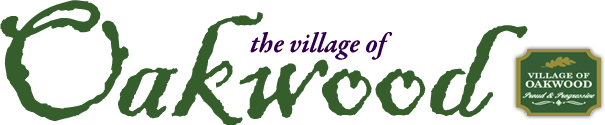 the village of
Oakwood
VILLAGE OF
OAKWOOD
Proud & Progressive